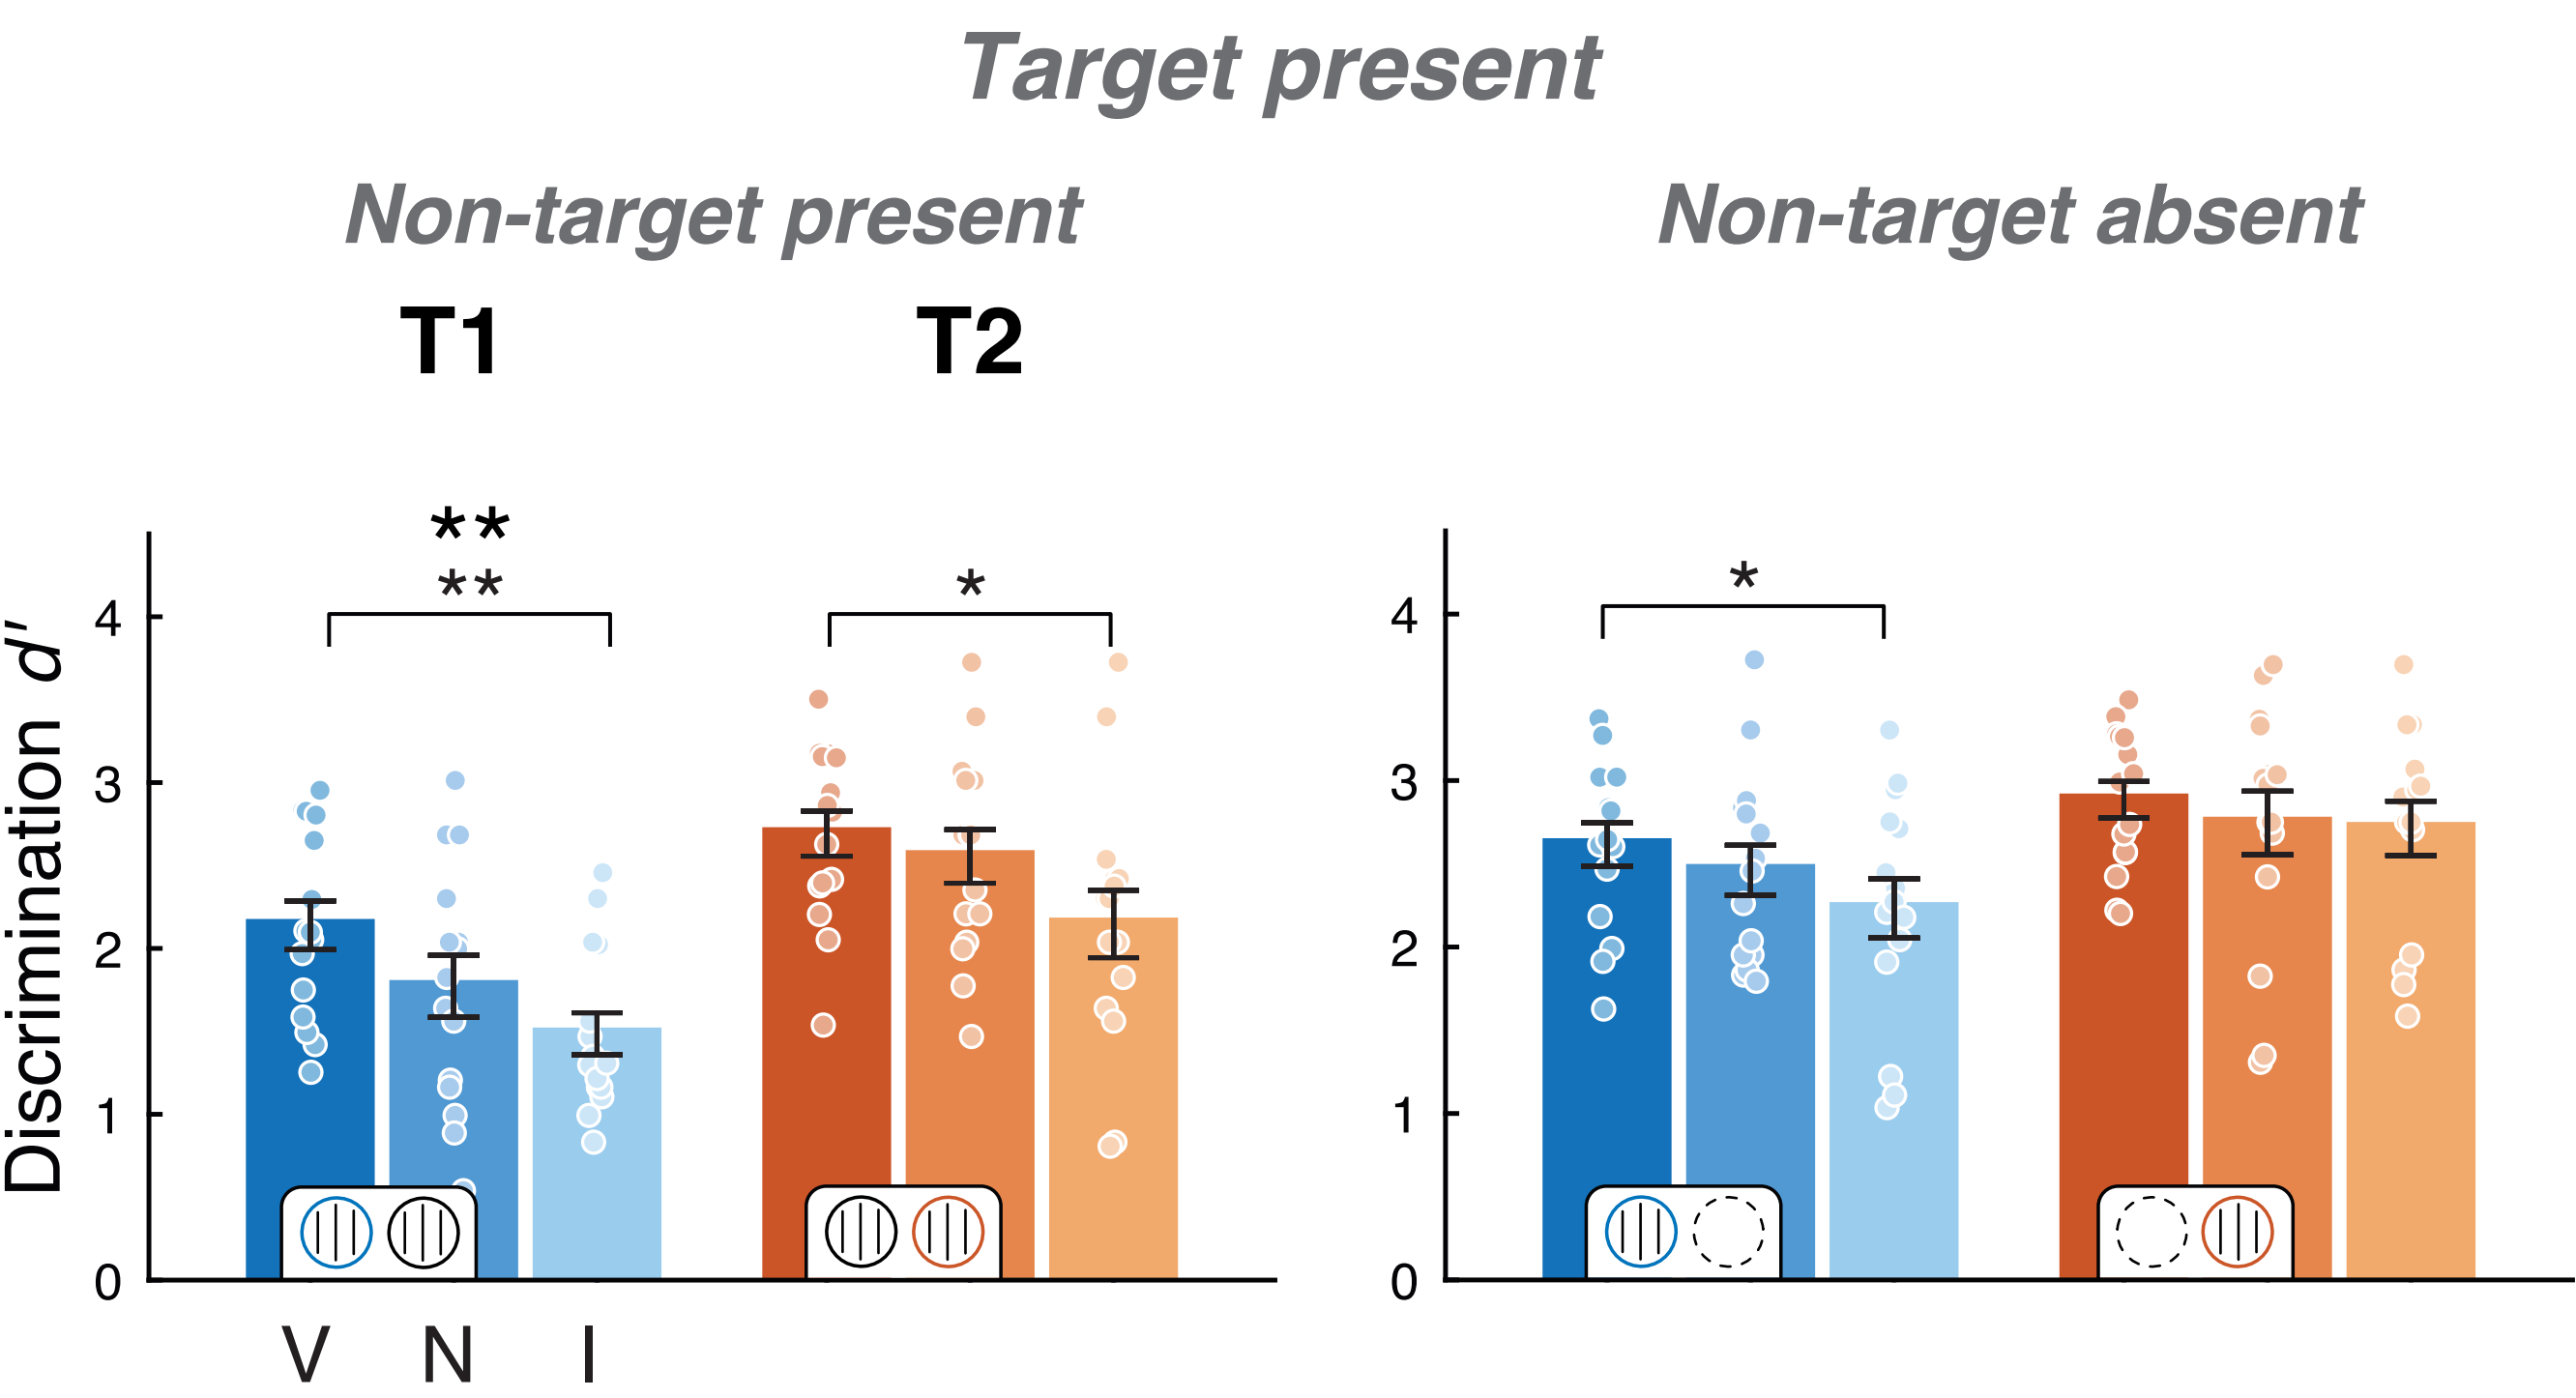 Target present
Non-target present
Non-target absent
T1
T2
**
**
*
*
Discrimination d'
4
3
2
1
0
4
3
2
1
0
V N I